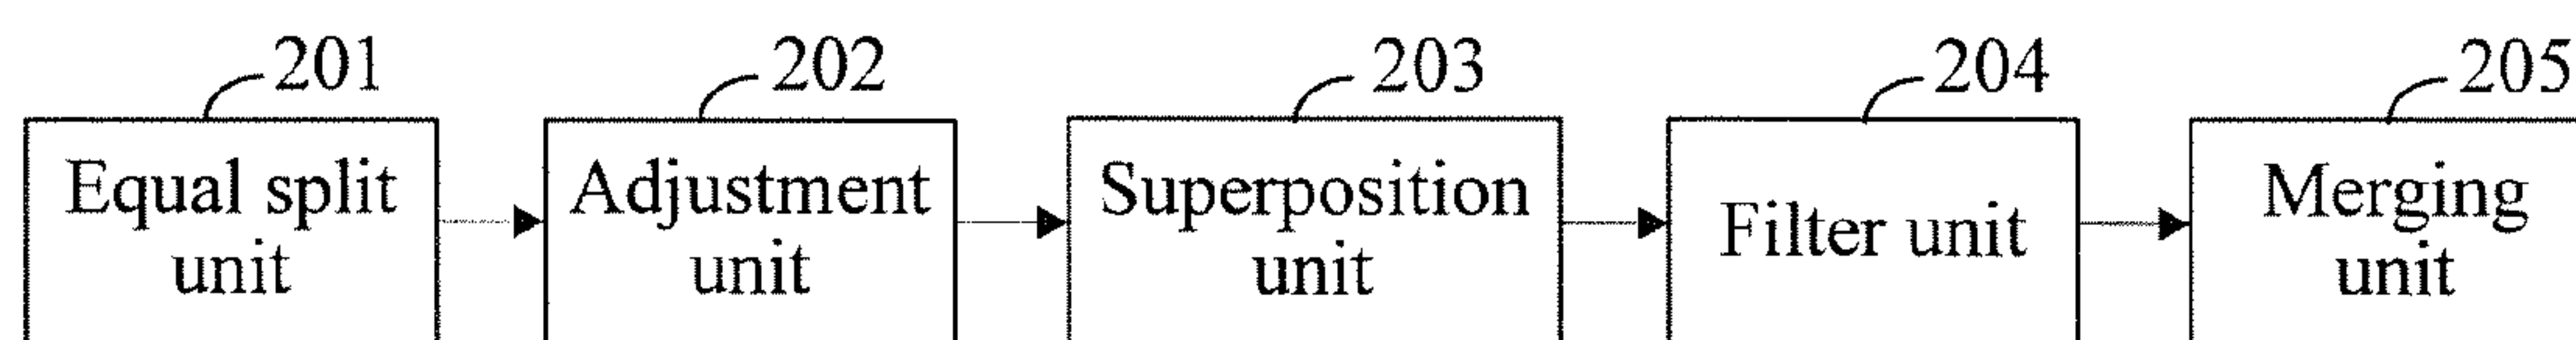 201 202 203 204 205
Equal split Adjustment Superposition Filter unit Merging
unit unit unit unit